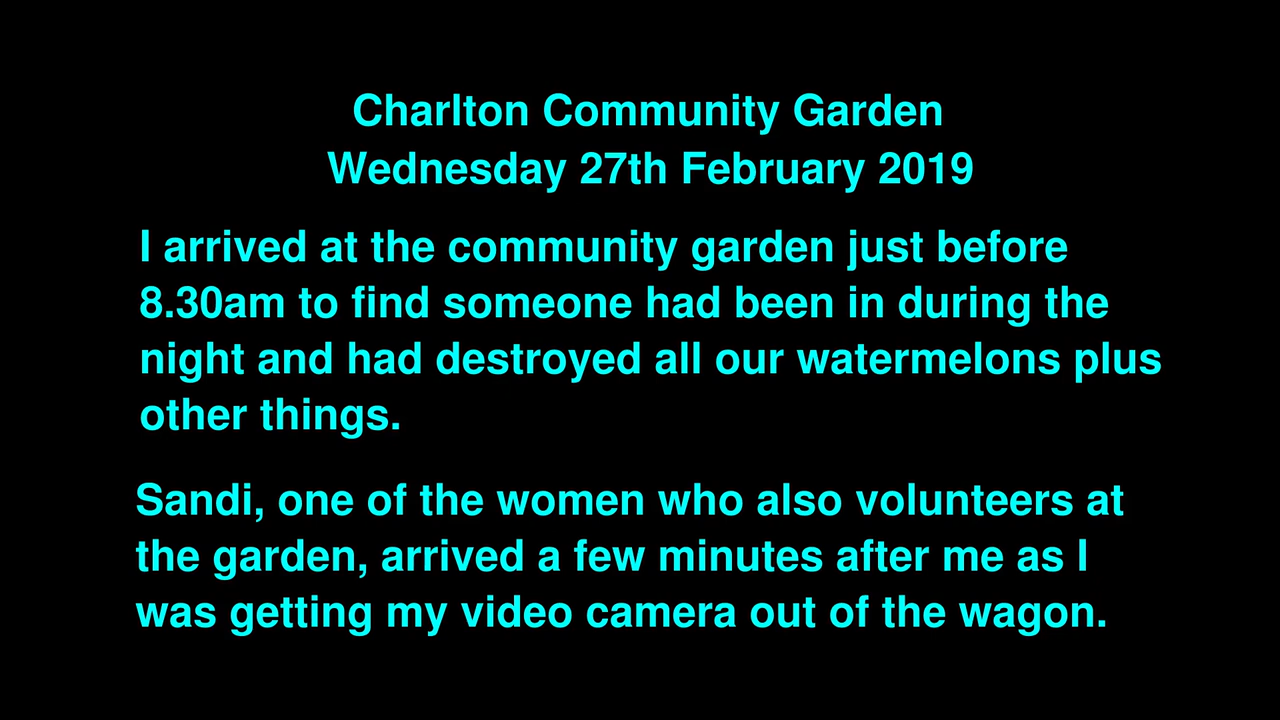 Charlton Community Garden
Wednesday 27th February 2019
I arrived at the community garden just before
8.30am to find someone had been in during the
night and had destroyed all our watermelons plus
other things.
Sandi, one of the women who also volunteers at
the garden, arrived a few minutes after me as I
was getting my video camera out of the wagon.